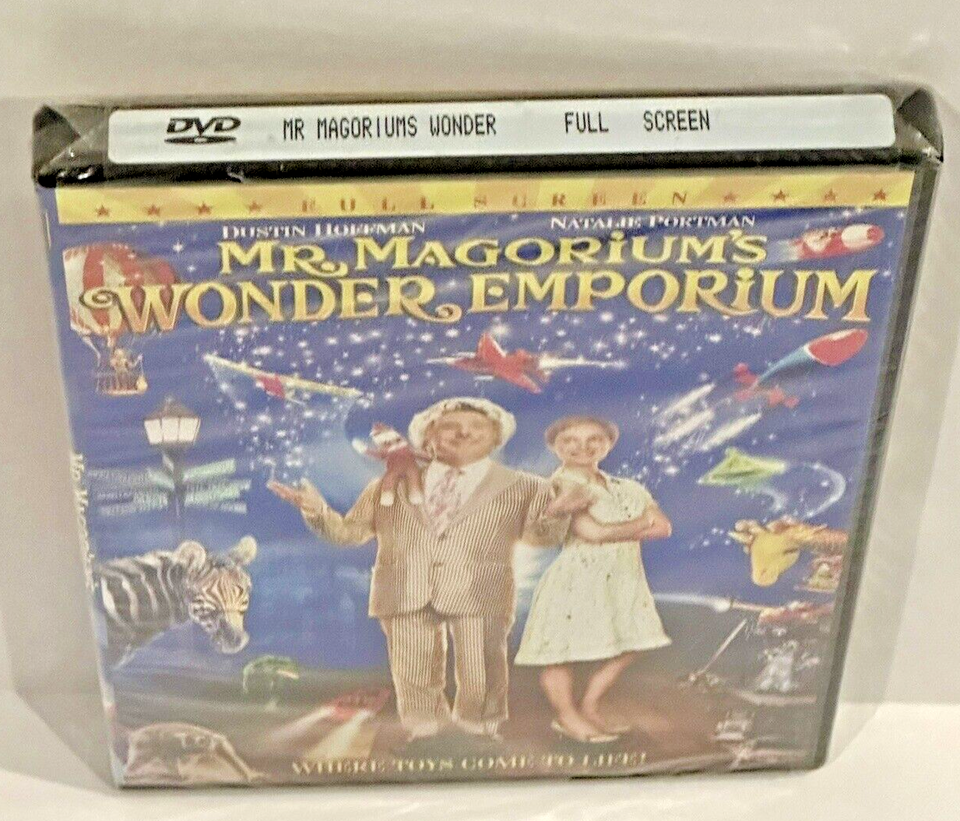 DVD MR MAGORIUMS WONDER FULL SCREEN
FULL SCREEN
DUSTIN HOFFMAN NATALIE PORTMAN
MR. MAGORiUM'S
WONDER EMPORiUM
WHERE TOYS COME TO LIFE!